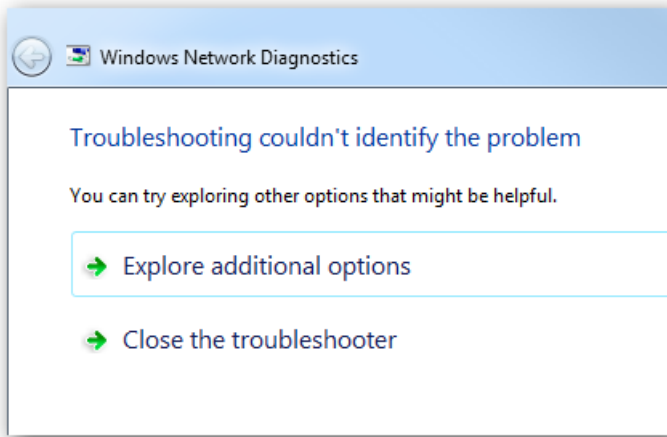 Windows Network Diagnostics
Troubleshooting couldn't identify the problem
You can try exploring other options that might be helpful.
Explore additional options
Close the troubleshooter